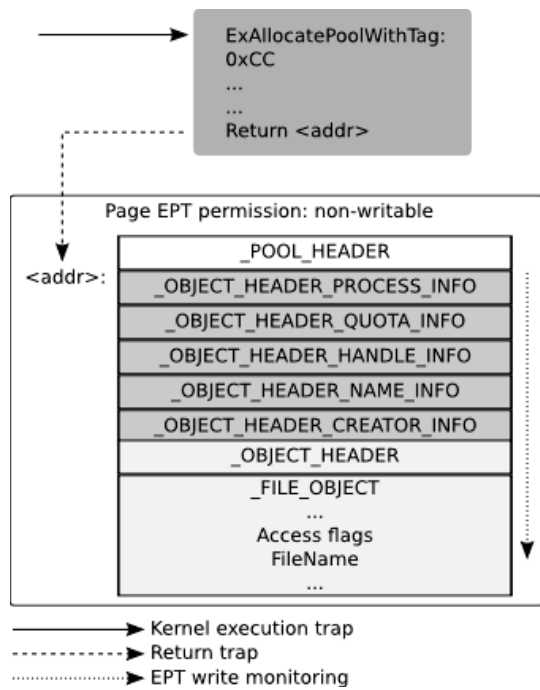 ExAllocatePoolWithTag:
0xCC
...
...
Return <addr>
Page EPT permission: non-writable
_POOL_HEADER
<addr>:
_OBJECT_HEADER_PROCESS_INFO
_OBJECT_HEADER_QUOTA_INFO
_OBJECT_HEADER_HANDLE_INFO
_OBJECT_HEADER_NAME_INFO
_OBJECT_HEADER_CREATOR_INFO
_OBJECT_HEADER
_FILE_OBJECT
...
Access flags
FileName
...
Kernel execution trap
Return trap
EPT write monitoring